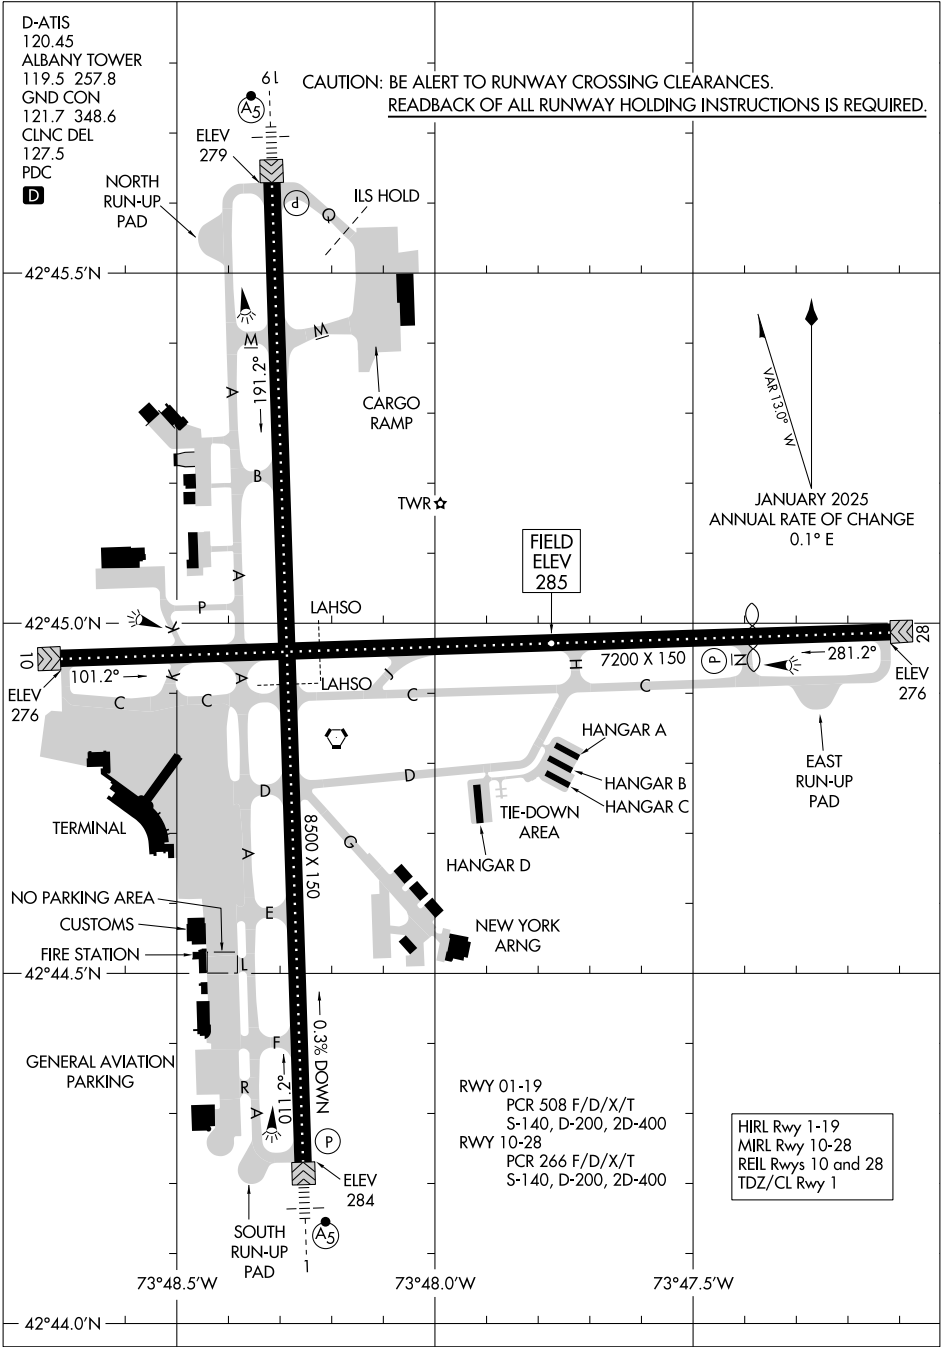 D-ATIS
120.45
ALBANY TOWER
119.5 257.8
GND CON
121.7 348.6
CLNC DEL
127.5
PDC
D
CAUTION: BE ALERT TO RUNWAY CROSSING CLEARANCES.
READBACK OF ALL RUNWAY HOLDING INSTRUCTIONS IS REQUIRED.
19
A5
ELEV
279
NORTH
RUN-UP
PAD
P
Q
ILS HOLD
42°45.5'N
M
M
A
191.2°
CARGO
RAMP
VAR 13.0° W
JANUARY 2025
ANNUAL RATE OF CHANGE
0.1° E
B
TWR
FIELD
ELEV
285
A
P
LAHSO
42°45.0'N
K
10
28
7200 X 150
P
N
281.2°
101.2°
K
A
LAHSO
J
H
ELEV
276
C
C
C
C
ELEV
276
HANGAR A
HANGAR B
HANGAR C
EAST
RUN-UP
PAD
D
D
TIE-DOWN
AREA
TERMINAL
8500 X 150
A
G
HANGAR D
NO PARKING AREA
E
CUSTOMS
NEW YORK
ARNG
FIRE STATION
L
42°44.5'N
0.3% DOWN
F
011.2°
GENERAL AVIATION
PARKING
R
A
P
RWY 01-19
PCR 508 F/D/X/T
S-140, D-200, 2D-400
RWY 10-28
PCR 266 F/D/X/T
S-140, D-200, 2D-400
HIRL Rwy 1-19
MIRL Rwy 10-28
REIL Rwys 10 and 28
TDZ/CL Rwy 1
ELEV
284
SOUTH
RUN-UP
PAD
A5
1
73°48.5'W
73°48.0'W
73°47.5'W
42°44.0'N